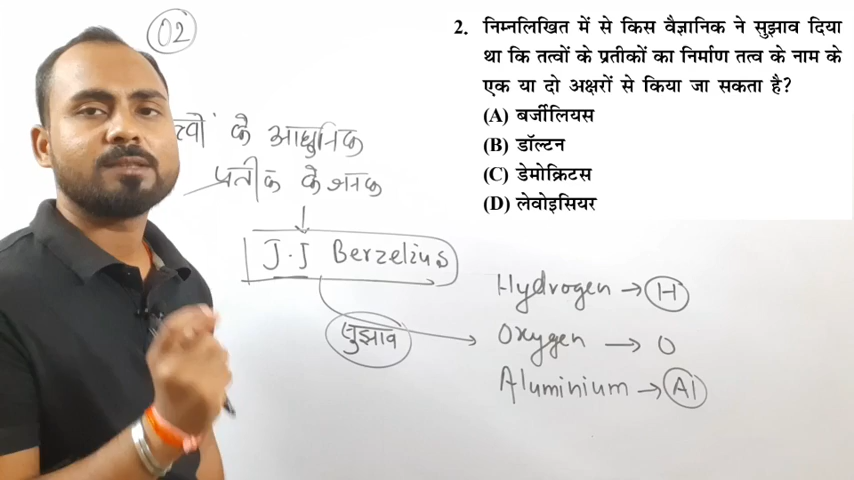 02
के आधुनिक
प्रतीक के जनक
J.J Berzelius
सुझाव
Hydrogen → H
Oxygen → O
Aluminium → Al
2. निम्नलिखित में से किस वैज्ञानिक ने सुझाव दिया
था कि तत्वों के प्रतीकों का निर्माण तत्व के नाम के
एक या दो अक्षरों से किया जा सकता है?
(A) बर्जीलियस
(B) डॉल्टन
(C) डेमोक्रिटस
(D) लेवोइसियर